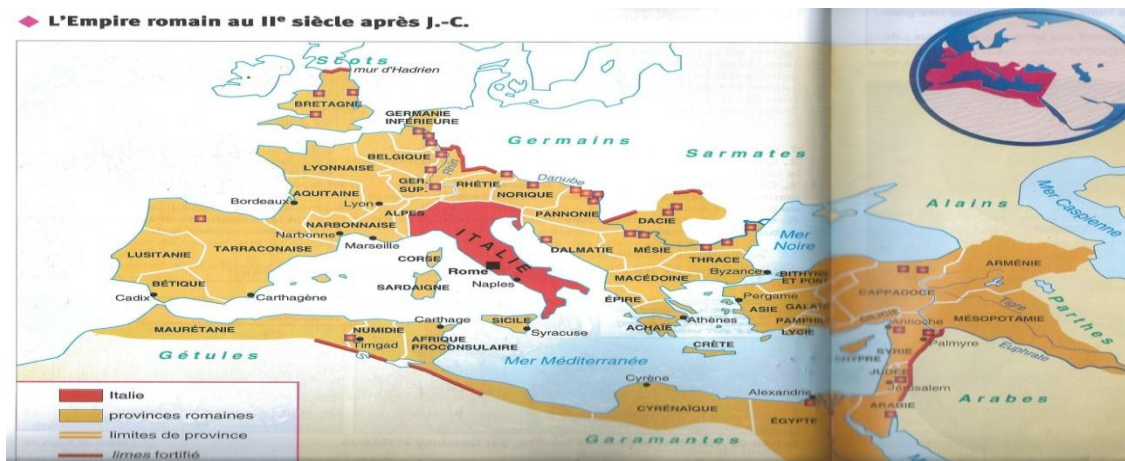 L'Empire romain au IIe siècle après J.-C.
Scots
mur d'Hadrien
BRETAGNE
GERMANIE
INFÉRIEURE
Germains
Sarmates
BELGIQUE
Rhin
LYONNAISE
GER.
SUP.
RHÉTIE
NORIQUE
Danube
AQUITAINE
Bordeaux
Lyon
ALPES
PANNONIE
DACIE
Alains
Mer Caspienne
NARBONNAISE
Narbonne
Marseille
ITALIE
DALMATIE
MÉSIE
Mer
Noire
TARRACONAISE
LUSITANIE
CORSE
Rome
Naples
THRACE
Byzance
MACÉDOINE
BITHYNIE
ET PONT
ARMÉNIE
SARDAIGNE
BÉTIQUE
Cadix
Carthagène
ÉPIRE
Pergame
ASIE
GALATIE
CAPPADOCE
Tigre
Parthes
MÉSOPOTAMIE
Athènes
PAMPHILIE
LYCIE
CILICIE
Antioche
MAURÉTANIE
NUMIDIE
Carthage
SICILE
Syracuse
ACHAÏE
Timgad
AFRIQUE
PROCONSULAIRE
Gétules
Mer Méditerranée
CRÈTE
CHYPRE
SYRIE
Palmyre
Euphrate
JUDÉE
Jérusalem
Cyrène
Alexandrie
CYRÉNAÏQUE
ÉGYPTE
ARABIE
Arabes
Garamantes
Italie
provinces romaines
limites de province
limes fortifié